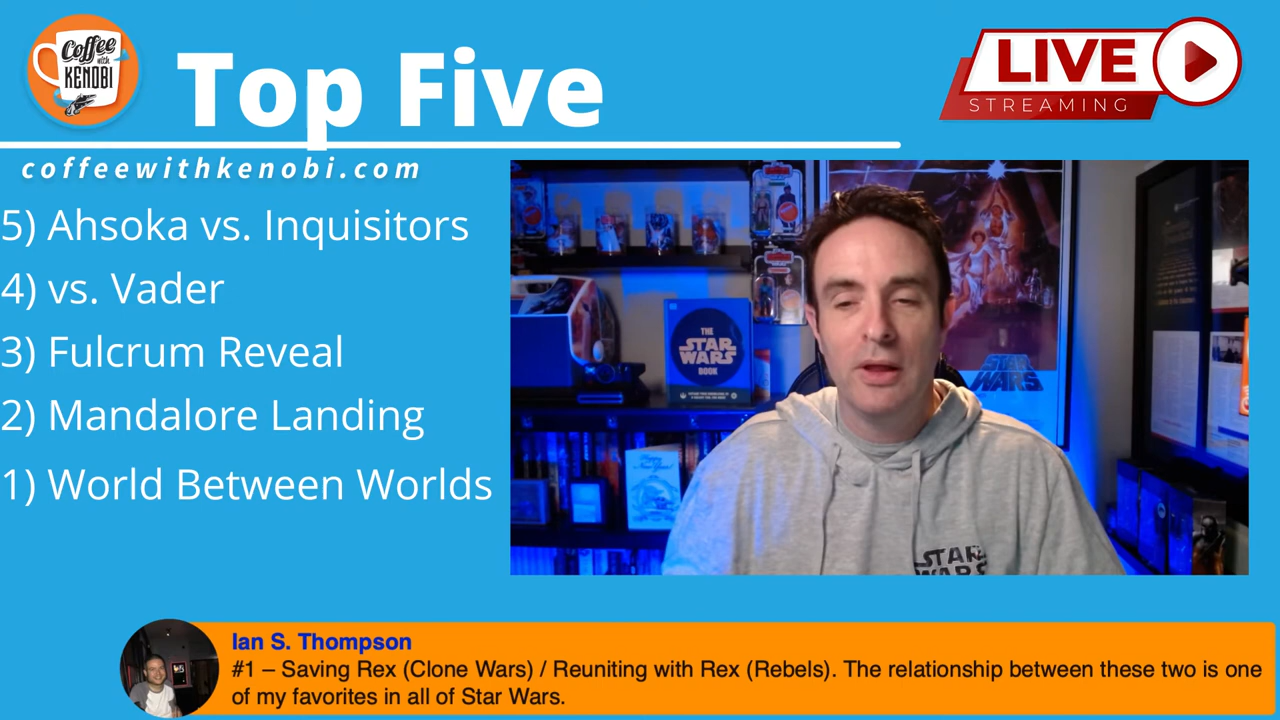 Coffee
with
KENOBI
Top Five
LIVE
STREAMING
coffeewithkenobi.com
5) Ahsoka vs. Inquisitors
4) vs. Vader
3) Fulcrum Reveal
2) Mandalore Landing
1) World Between Worlds
THE
STAR
WARS
BOOK
STAR
WARS
Happy
New Year!
STAR
WARS
Ian S. Thompson
#1 – Saving Rex (Clone Wars) / Reuniting with Rex (Rebels). The relationship between these two is one
of my favorites in all of Star Wars.